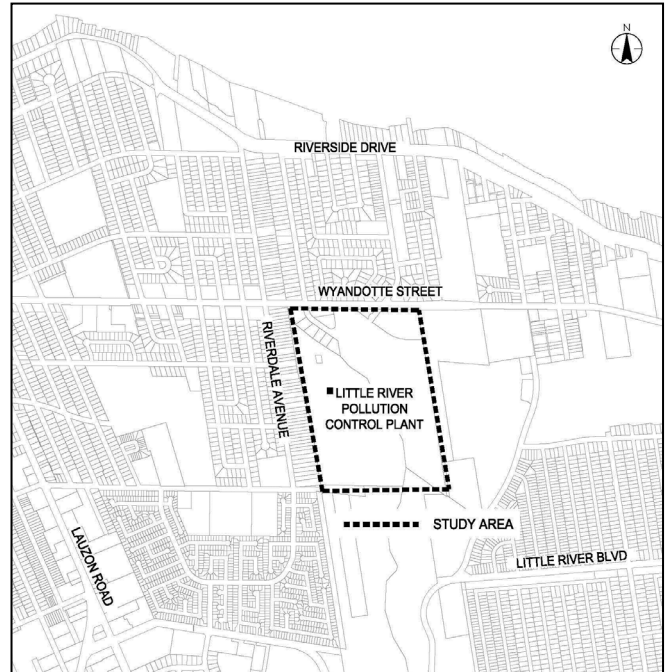 N
RIVERSIDE DRIVE
WYANDOTTE STREET
RIVERDALE AVENUE
LITTLE RIVER
POLLUTION
CONTROL PLANT
STUDY AREA
LAUZON ROAD
LITTLE RIVER BLVD